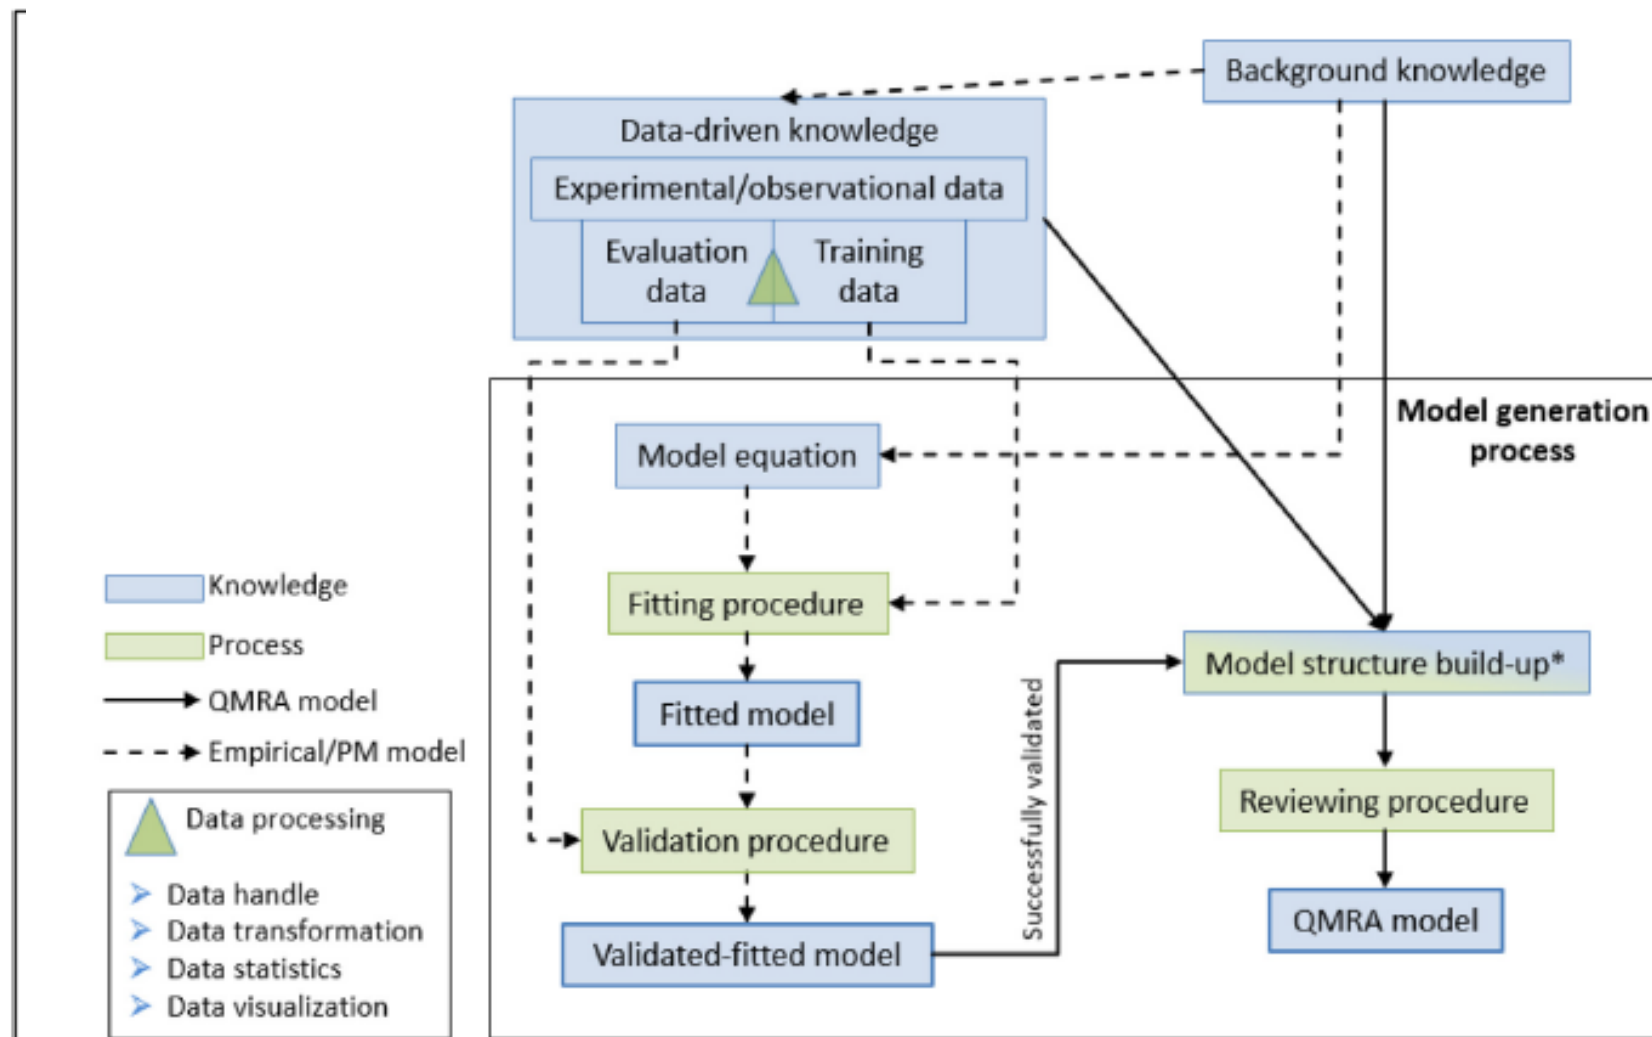 Background knowledge
Data-driven knowledge
Experimental/observational data
Evaluation
data
Training
data
Model generation
process
Model equation
Fitting procedure
Fitted model
Validation procedure
Validated-fitted model
Successfully validated
Model structure build-up*
Reviewing procedure
QMRA model
Knowledge
Process
QMRA model
Empirical/PM model
Data processing
Data handle
Data transformation
Data statistics
Data visualization